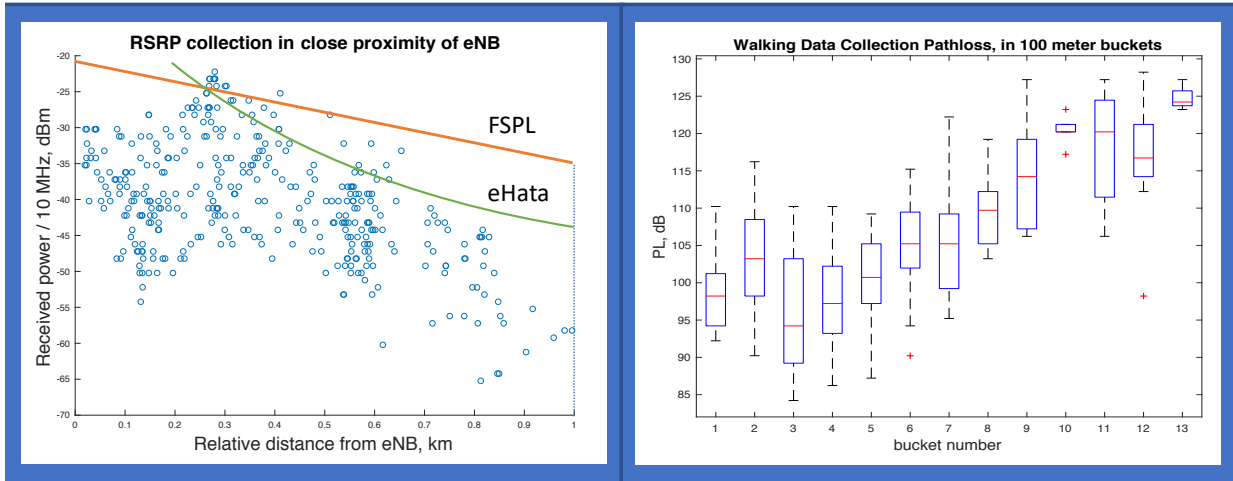 RSRP collection in close proximity of eNB
Received power / 10 MHz, dBm
-20
-25
-30
-35
-40
-45
-50
-55
-60
-65
-70
FSPL
eHata
0 0.1 0.2 0.3 0.4 0.5 0.6 0.7 0.8 0.9 1
Relative distance from eNB, km
Walking Data Collection Pathloss, in 100 meter buckets
PL, dB
130
125
120
115
110
105
100
95
90
85
1 2 3 4 5 6 7 8 9 10 11 12 13
bucket number